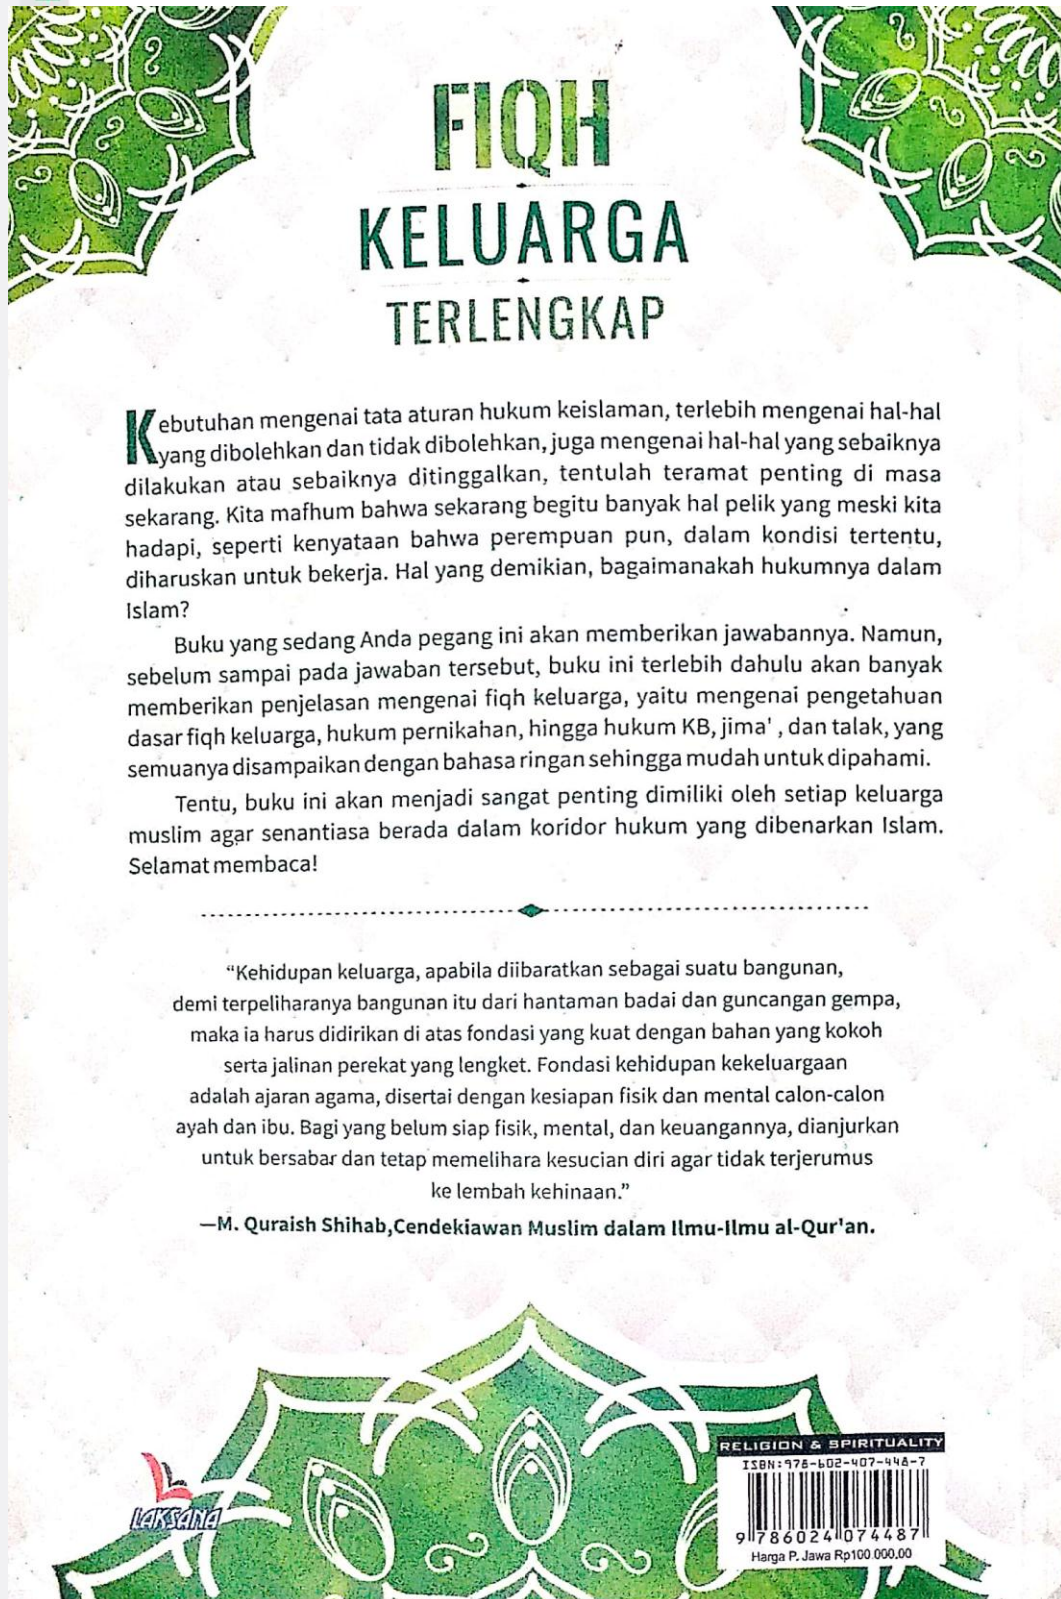 FIQH
KELUARGA
TERLENGKAP
Kebutuhan mengenai tata aturan hukum keislaman, terlebih mengenai hal-hal
yang dibolehkan dan tidak dibolehkan, juga mengenai hal-hal yang sebaiknya
dilakukan atau sebaiknya ditinggalkan, tentulah teramat penting di masa
sekarang. Kita mafhum bahwa sekarang begitu banyak hal pelik yang meski kita
hadapi, seperti kenyataan bahwa perempuan pun, dalam kondisi tertentu,
diharuskan untuk bekerja. Hal yang demikian, bagaimanakah hukumnya dalam
Islam?
Buku yang sedang Anda pegang ini akan memberikan jawabannya. Namun,
sebelum sampai pada jawaban tersebut, buku ini terlebih dahulu akan banyak
memberikan penjelasan mengenai fiqh keluarga, yaitu mengenai pengetahuan
dasar fiqh keluarga, hukum pernikahan, hingga hukum KB, jima' , dan talak, yang
semuanya disampaikan dengan bahasa ringan sehingga mudah untuk dipahami.
Tentu, buku ini akan menjadi sangat penting dimiliki oleh setiap keluarga
muslim agar senantiasa berada dalam koridor hukum yang dibenarkan Islam.
Selamat membaca!
“Kehidupan keluarga, apabila diibaratkan sebagai suatu bangunan,
demi terpeliharanya bangunan itu dari hantaman badai dan guncangan gempa,
maka ia harus didirikan di atas fondasi yang kuat dengan bahan yang kokoh
serta jalinan perekat yang lengket. Fondasi kehidupan kekeluargaan
adalah ajaran agama, disertai dengan kesiapan fisik dan mental calon-calon
ayah dan ibu. Bagi yang belum siap fisik, mental, dan keuangannya, dianjurkan
untuk bersabar dan tetap memelihara kesucian diri agar tidak terjerumus
ke lembah kehinaan.”
—M. Quraish Shihab,Cendekiawan Muslim dalam Ilmu-Ilmu al-Qur'an.
LAKSANA
RELIGION & SPIRITUALITY
ISBN:978-602-407-448-7
9 786024 074487
Harga P. Jawa Rp100.000,00